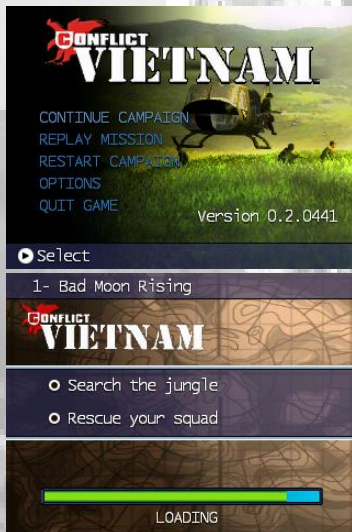 CONFLICT
VIETNAM
CONTINUE CAMPAIGN
REPLAY MISSION
RESTART CAMPAIGN
OPTIONS
QUIT GAME
Version 0.2.0441
Select
1- Bad Moon Rising
CONFLICT
VIETNAM
Search the jungle
Rescue your squad
LOADING